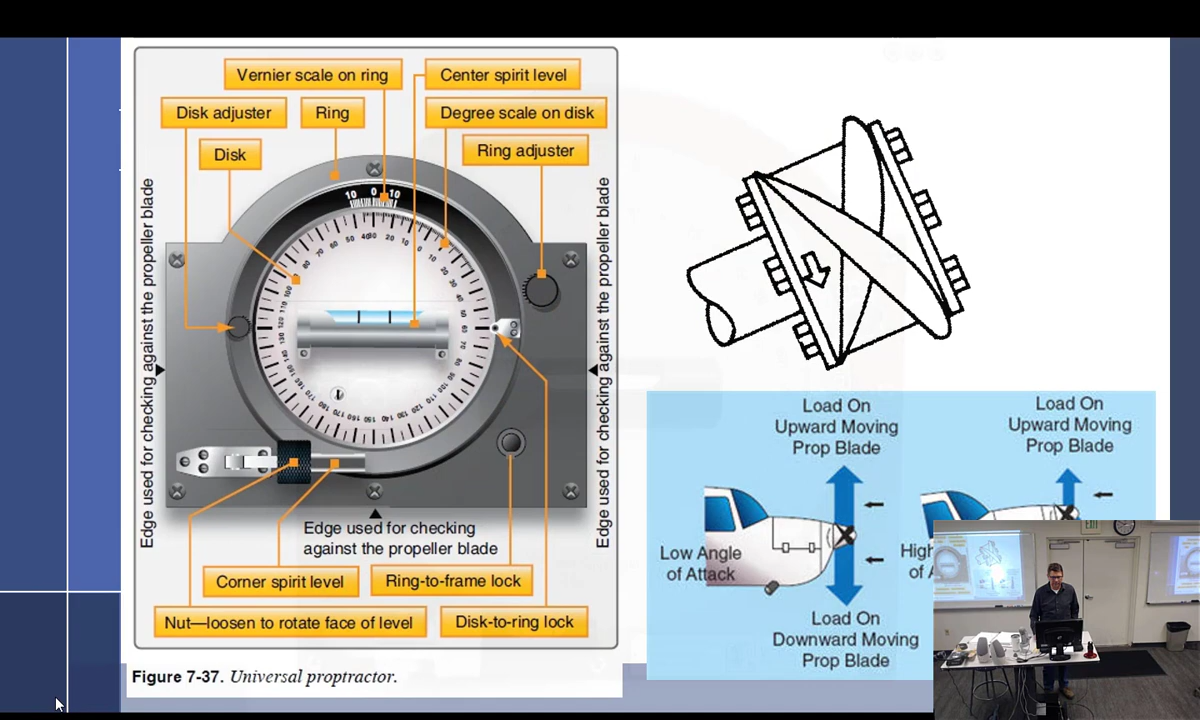 Vernier scale on ring
Center spirit level
Disk adjuster
Ring
Degree scale on disk
Disk
Ring adjuster
10 0 10
Edge used for checking against the propeller blade
Edge used for checking against the propeller blade
Edge used for checking
against the propeller blade
Corner spirit level
Ring-to-frame lock
Nut—loosen to rotate face of level
Disk-to-ring lock
Figure 7-37. Universal proptractor.
Load On
Upward Moving
Prop Blade
Low Angle
of Attack
Load On
Downward Moving
Prop Blade
Load On
Upward Moving
Prop Blade
High
of
EXIT